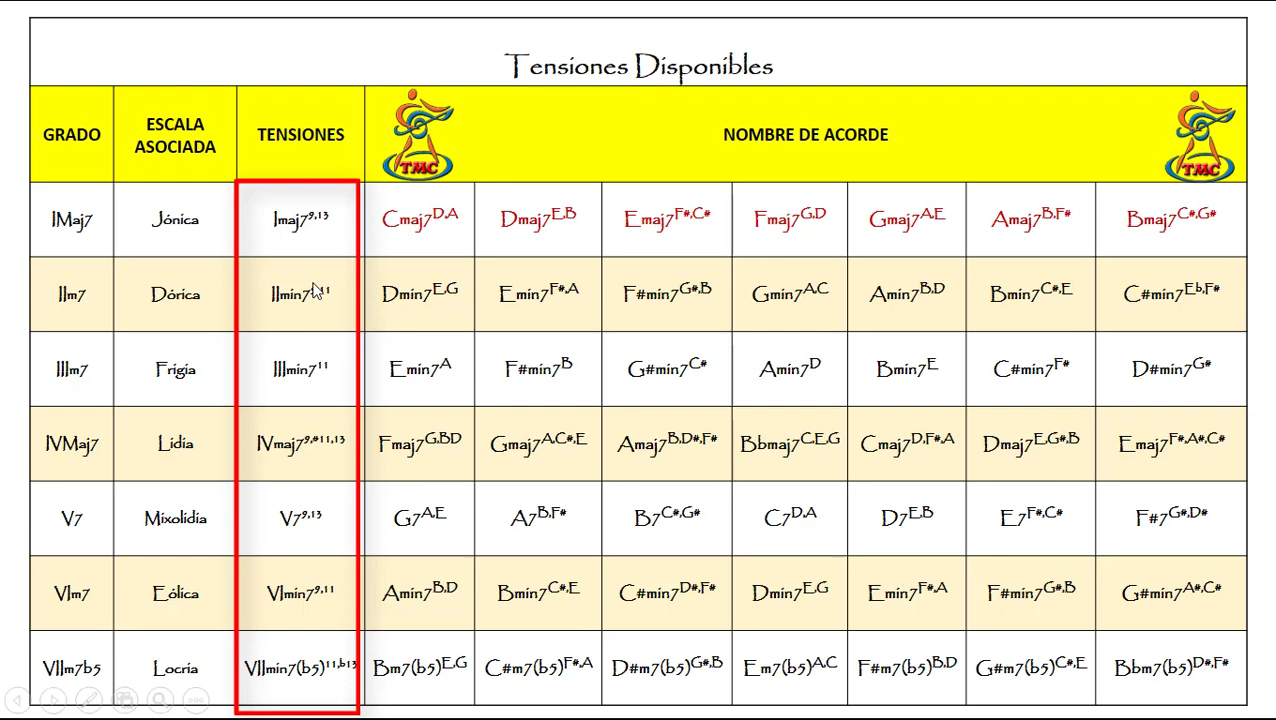 Tensiones Disponibles
GRADO ESCALA ASOCIADA TENSIONES TMC NOMBRE DE ACORDE TMC
IMaj7 Jónica Imaj79,13 Cmaj7D,A Dmaj7E,B Emaj7F#,C# Fmaj7G,D Gmaj7A,E Amaj7B,F# Bmaj7C#,G#
IIm7 Dórica Dmin7E,G Emin7F#,A F#min7G#,B Gmin7A,C Amin7B,D Bmin7C#,E C#min7Eb,F#
IIIm7 Frigia IIImin711 Emin7A F#min7B G#min7C# Amin7D Bmin7E C#min7F# D#min7G#
IVMaj7 Lidia IVmaj79,#11,13 Fmaj7G,BD Gmaj7A,C#,E Amaj7B,D#,F# Bbmaj7C,E,G Cmaj7D,F#,A Dmaj7E,G#,B Emaj7F#,A#,C#
V7 Mixolidia V79,13 G7A,E A7B,F# B7C#,G# C7D,A D7E,B E7F#,C# F#7G#,D#
VIm7 Eólica VImin79,11 Amin7B,D Bmin7C#,E C#min7D#,F# Dmin7E,G Emin7F#,A F#min7G#,B G#min7A#,C#
VIIm7b5 Locria VIImin7(b5)11,b13 Bm7(b5)E,G C#m7(b5)F#,A D#m7(b5)G#,B Em7(b5)A,C F#m7(b5)B,D G#m7(b5)C#,E Bbm7(b5)D#,F#